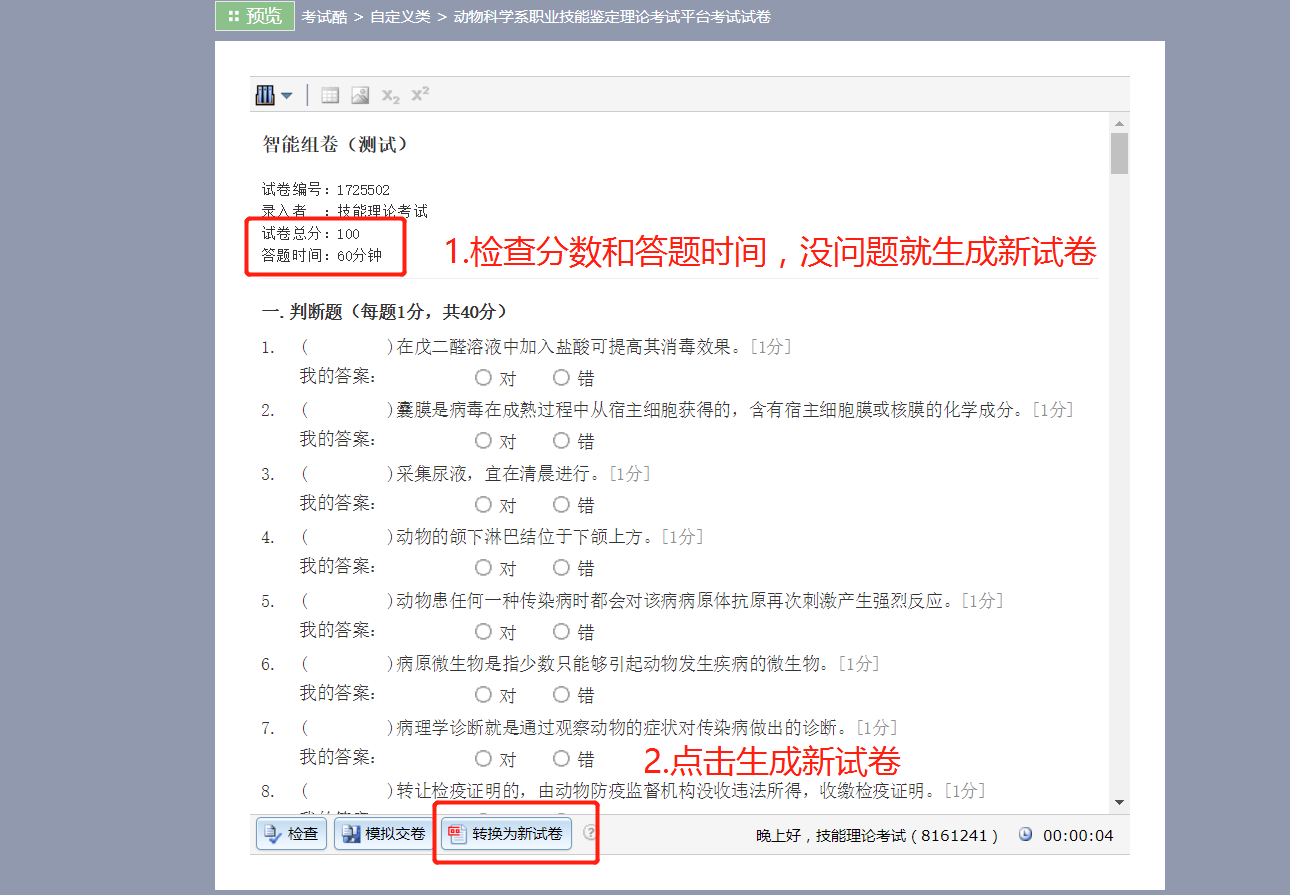 预览 考试酷 > 自定义类 > 动物科学系职业技能鉴定理论考试平台考试试卷
X₂ X²
智能组卷（测试）
试卷编号：1725502
录入者 ：技能理论考试
试卷总分：100
答题时间：60分钟
1.检查分数和答题时间，没问题就生成新试卷
一. 判断题（每题1分，共40分）
1. （ ）在戊二醛溶液中加入盐酸可提高其消毒效果。[1分]
我的答案： 对 错
2. （ ）囊膜是病毒在成熟过程中从宿主细胞获得的，含有宿主细胞膜或核膜的化学成分。[1分]
我的答案： 对 错
3. （ ）采集尿液，宜在清晨进行。[1分]
我的答案： 对 错
4. （ ）动物的颌下淋巴结位于下颌上方。[1分]
我的答案： 对 错
5. （ ）动物患任何一种传染病时都会对该病病原体抗原再次刺激产生强烈反应。[1分]
我的答案： 对 错
6. （ ）病原微生物是指少数只能够引起动物发生疾病的微生物。[1分]
我的答案： 对 错
7. （ ）病理学诊断就是通过观察动物的症状对传染病做出的诊断。[1分]
我的答案： 对 错
2.点击生成新试卷
8. （ ）转让检疫证明的，由动物防疫监督机构没收违法所得，收缴检疫证明。[1分]
检查 模拟交卷 转换为新试卷 ? 晚上好，技能理论考试（8161241） 00:00:04